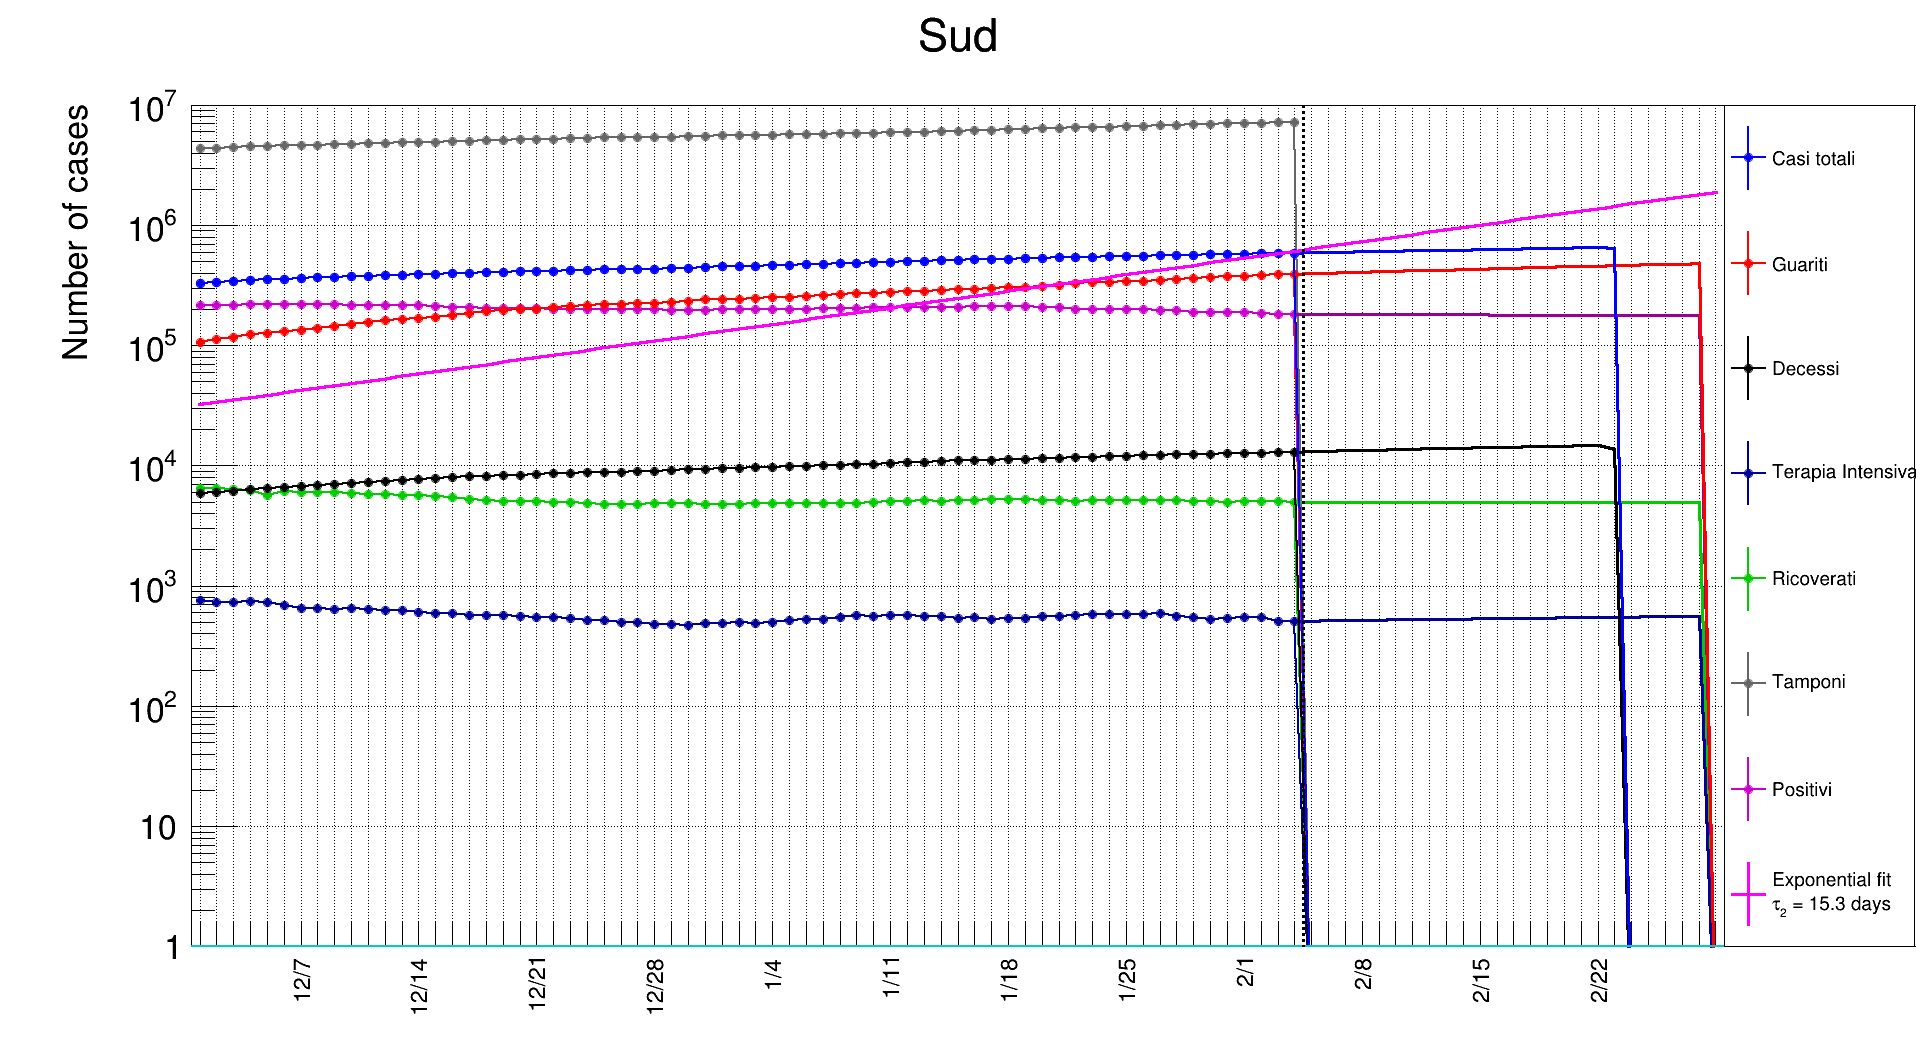 Sud
Number of cases
10^7
10^6
10^5
10^4
10^3
10^2
10
1
12/7
12/14
12/21
12/28
1/4
1/11
1/18
1/25
2/1
2/8
2/15
2/22
Casi totali
Guariti
Decessi
Terapia Intensiva
Ricoverati
Tamponi
Positivi
Exponential fit
τ_2 = 15.3 days